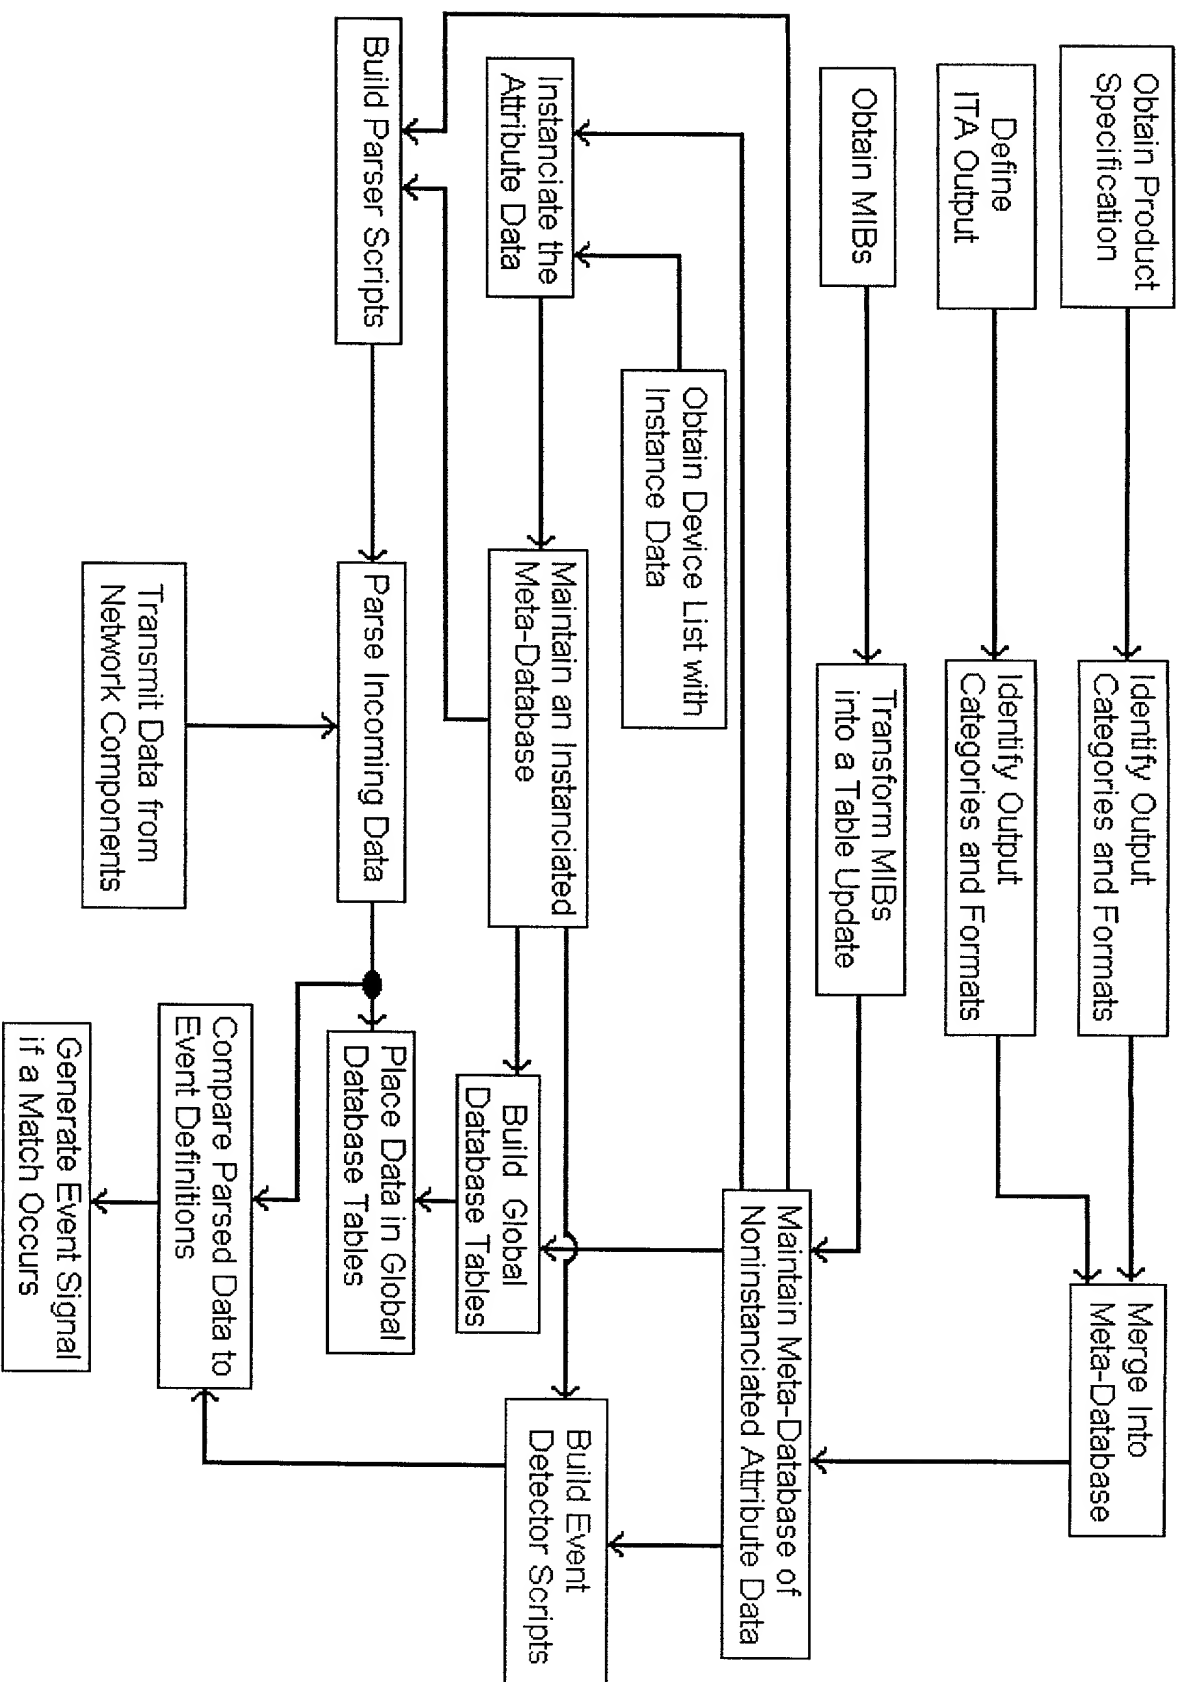 Obtain Product
Specification
Identify Output
Categories and Formats
Merge Into
Meta-Database
Define
ITA Output
Identify Output
Categories and Formats
Obtain MIBs
Transform MIBs
into a Table Update
Maintain Meta-Database of
Noninstanciated Attribute Data
Obtain Device List with
Instance Data
Instanciate the
Attribute Data
Maintain an Instanciated
Meta-Database
Build Global
Database Tables
Build Event
Detector Scripts
Build Parser Scripts
Parse Incoming Data
Place Data in Global
Database Tables
Transmit Data from
Network Components
Compare Parsed Data to
Event Definitions
Generate Event Signal
if a Match Occurs